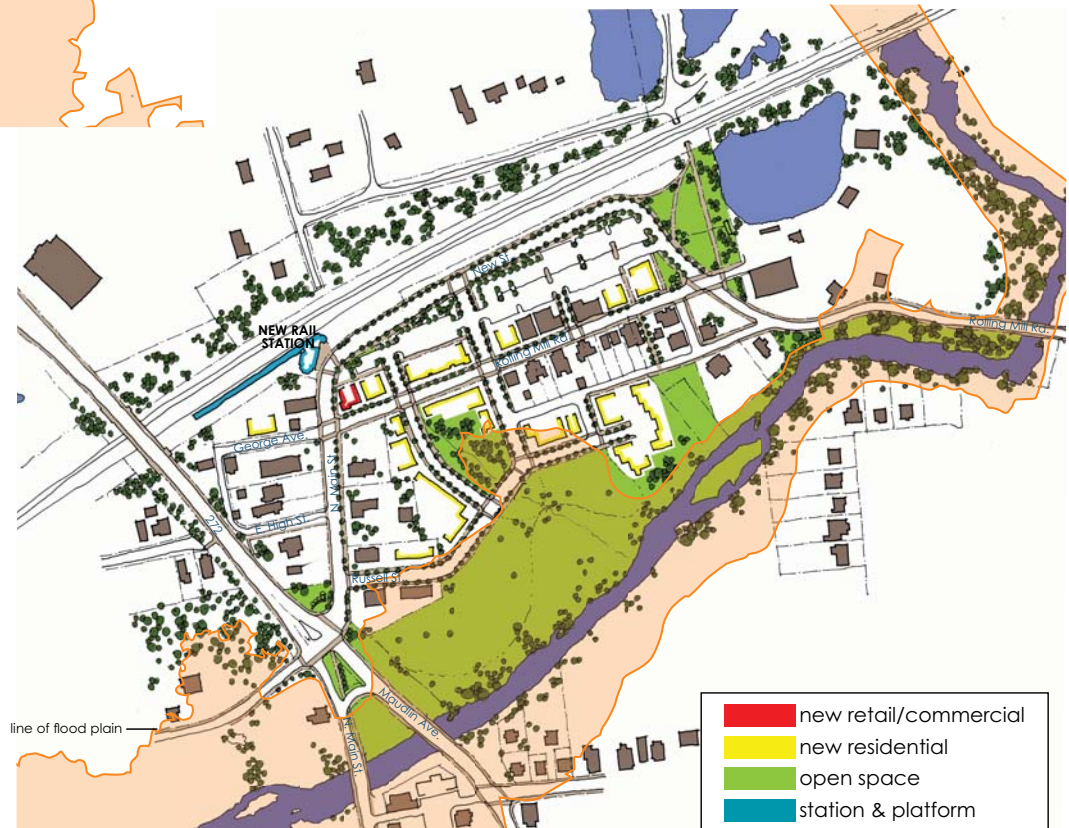 New St.
NEW RAIL
STATION
Rolling Mill Rd.
Rolling Mill Rd.
George Ave.
N. Main St.
272
E. High St.
Russell St.
line of flood plain
Maudlin Ave.
N. Main St.
new retail/commercial
new residential
open space
station & platform